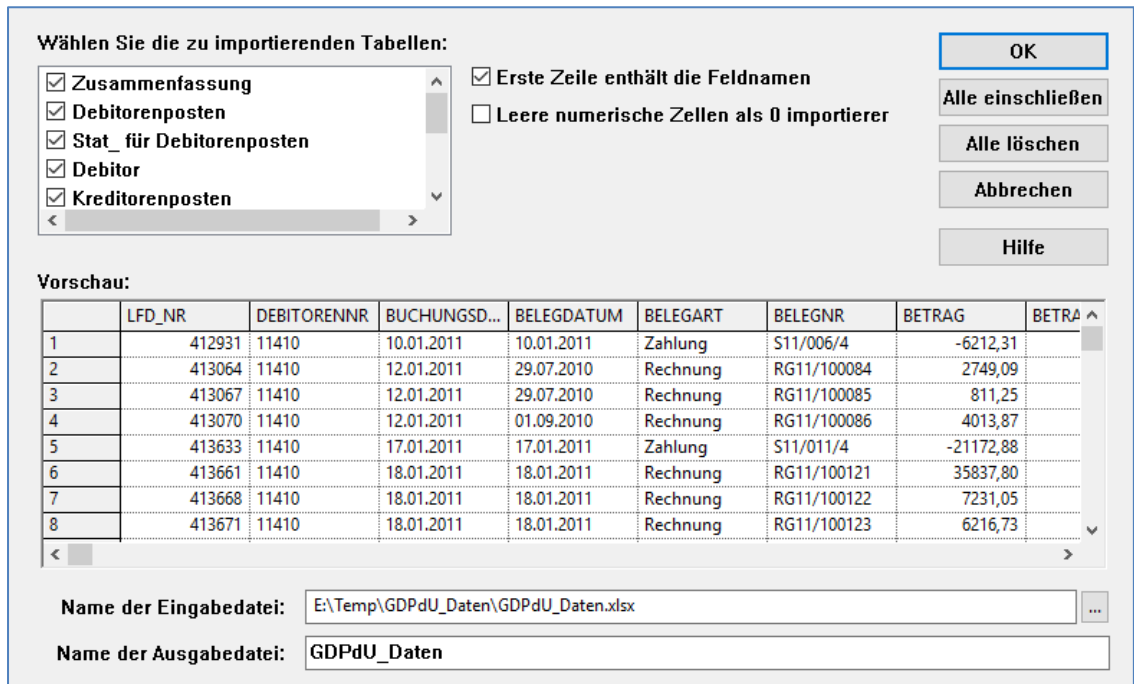 Wählen Sie die zu importierenden Tabellen:
Zusammenfassung
Debitorenposten
Stat_ für Debitorenposten
Debitor
Kreditorenposten
Erste Zeile enthält die Feldnamen
Leere numerische Zellen als 0 importierer
OK
Alle einschließen
Alle löschen
Abbrechen
Hilfe
Vorschau:
LFD_NR DEBITORENNR BUCHUNGSD... BELEGDATUM BELEGART BELEGNR BETRAG BETRA
1 412931 11410 10.01.2011 10.01.2011 Zahlung S11/006/4 -6212,31
2 413064 11410 12.01.2011 29.07.2010 Rechnung RG11/100084 2749,09
3 413067 11410 12.01.2011 29.07.2010 Rechnung RG11/100085 811,25
4 413070 11410 12.01.2011 01.09.2010 Rechnung RG11/100086 4013,87
5 413633 11410 17.01.2011 17.01.2011 Zahlung S11/011/4 -21172,88
6 413661 11410 18.01.2011 18.01.2011 Rechnung RG11/100121 35837,80
7 413668 11410 18.01.2011 18.01.2011 Rechnung RG11/100122 7231,05
8 413671 11410 18.01.2011 18.01.2011 Rechnung RG11/100123 6216,73
Name der Eingabedatei: E:\Temp\GDPdU_Daten\GDPdU_Daten.xlsx ...
Name der Ausgabedatei: GDPdU_Daten